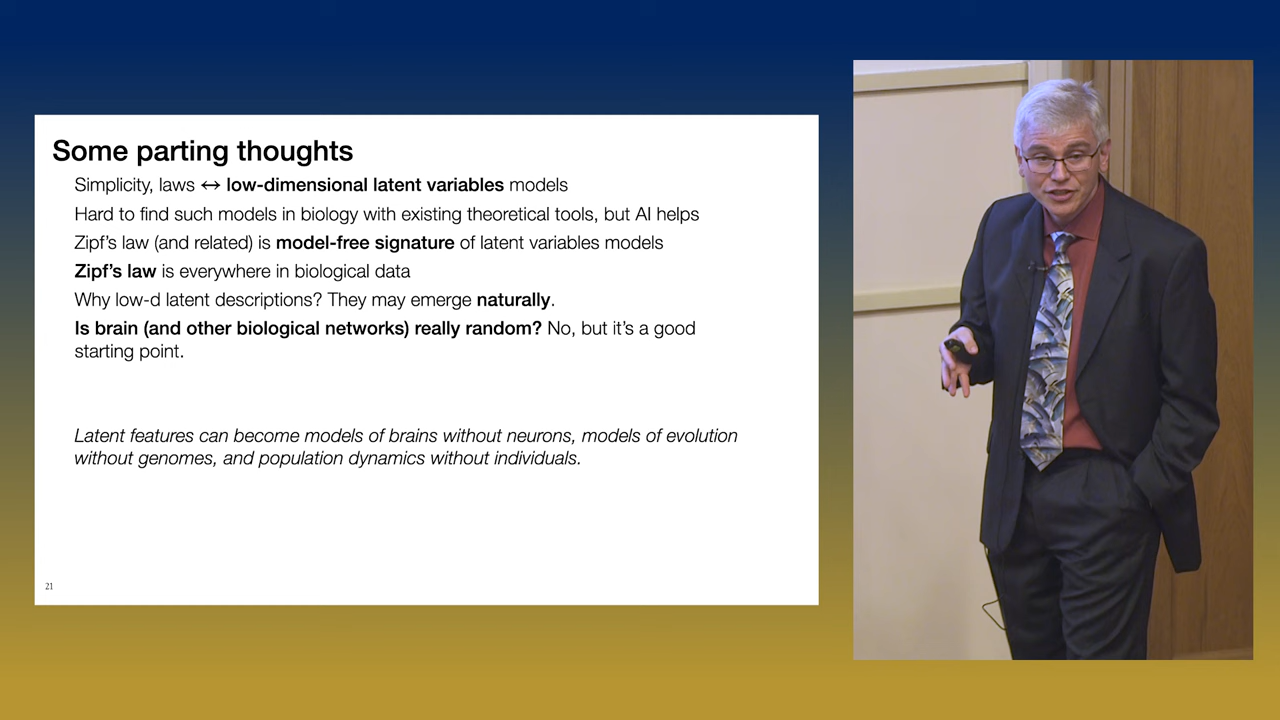 Some parting thoughts
Simplicity, laws ↔ low-dimensional latent variables models
Hard to find such models in biology with existing theoretical tools, but AI helps
Zipf's law (and related) is model-free signature of latent variables models
Zipf's law is everywhere in biological data
Why low-d latent descriptions? They may emerge naturally.
Is brain (and other biological networks) really random? No, but it's a good
starting point.
Latent features can become models of brains without neurons, models of evolution
without genomes, and population dynamics without individuals.
21